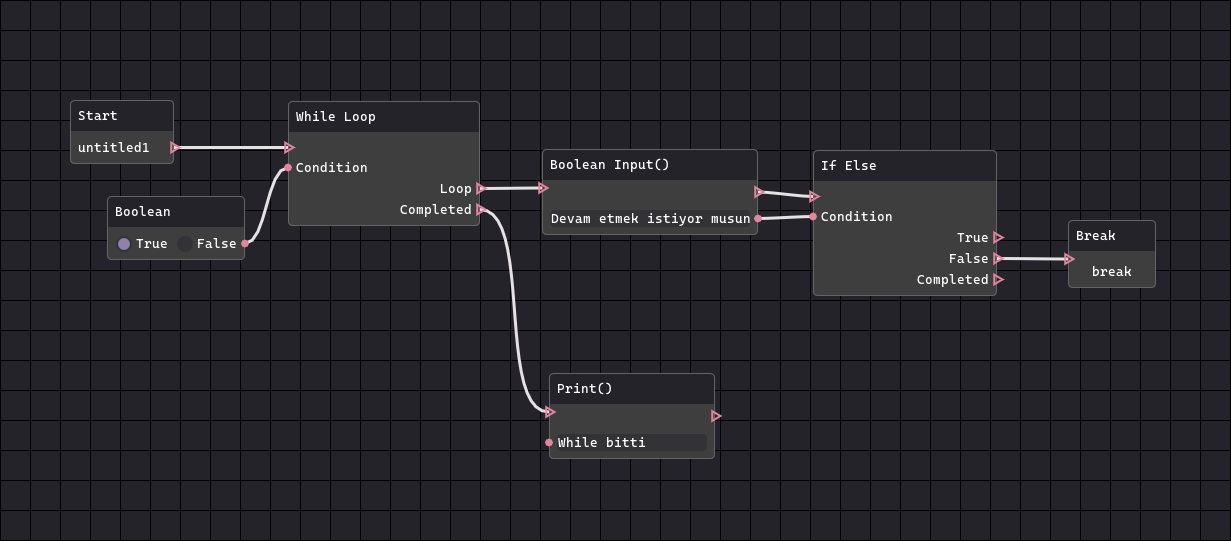 Start
untitled1
Boolean
True False
While Loop
Condition
Loop
Completed
Boolean Input()
Devam etmek istiyor musun
If Else
Condition
True
False
Completed
Break
break
Print()
While bitti